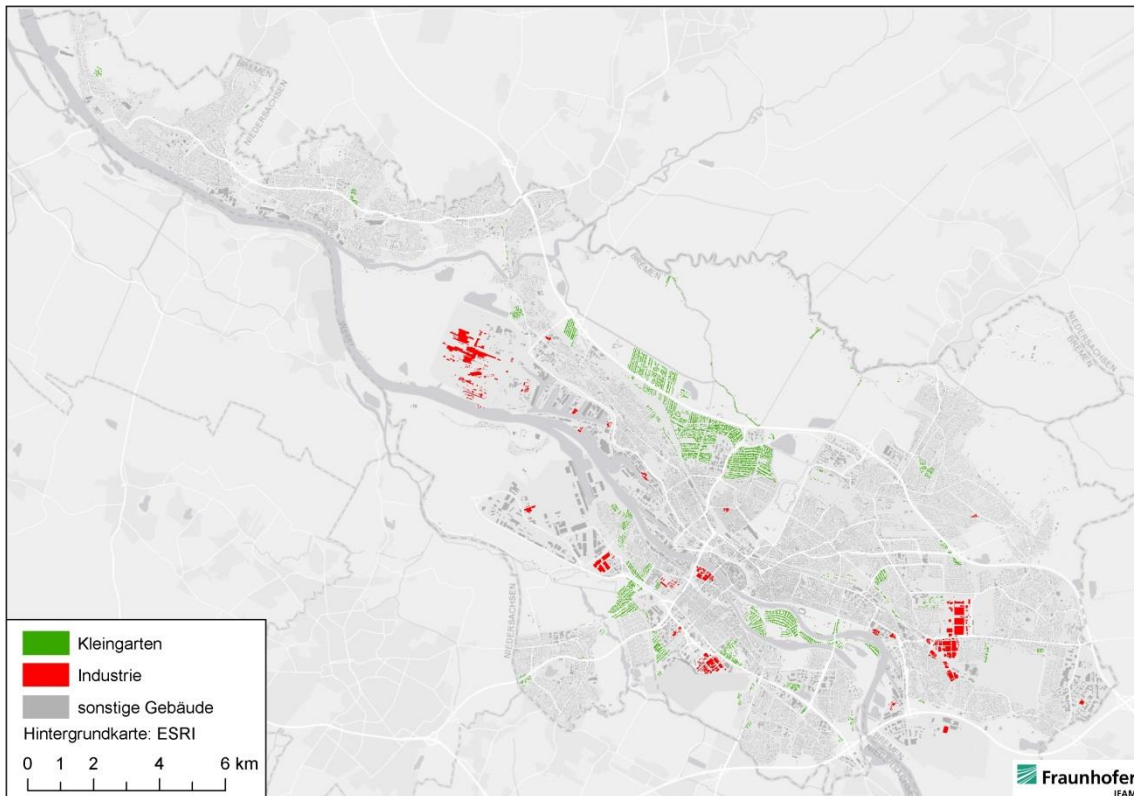 BREMEN
NIEDERSACHSEN
BREMEN
NIEDERSACHSEN
BREMEN
NIEDERSACHSEN
Kleingarten
Industrie
sonstige Gebäude
Hintergrundkarte: ESRI
0 1 2 4 6 km
Fraunhofer
IFAM